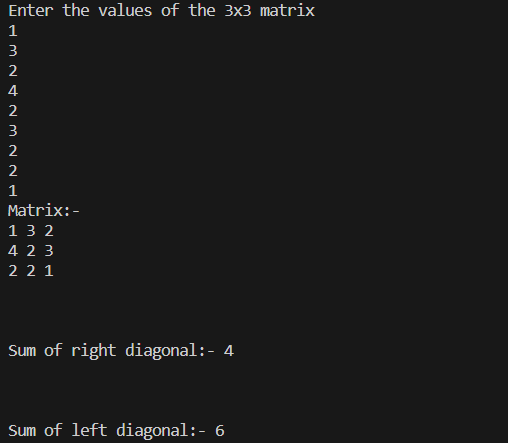 Enter the values of the 3x3 matrix
1
3
2
4
2
3
2
2
1
Matrix:-
1 3 2
4 2 3
2 2 1
Sum of right diagonal:- 4
Sum of left diagonal:- 6